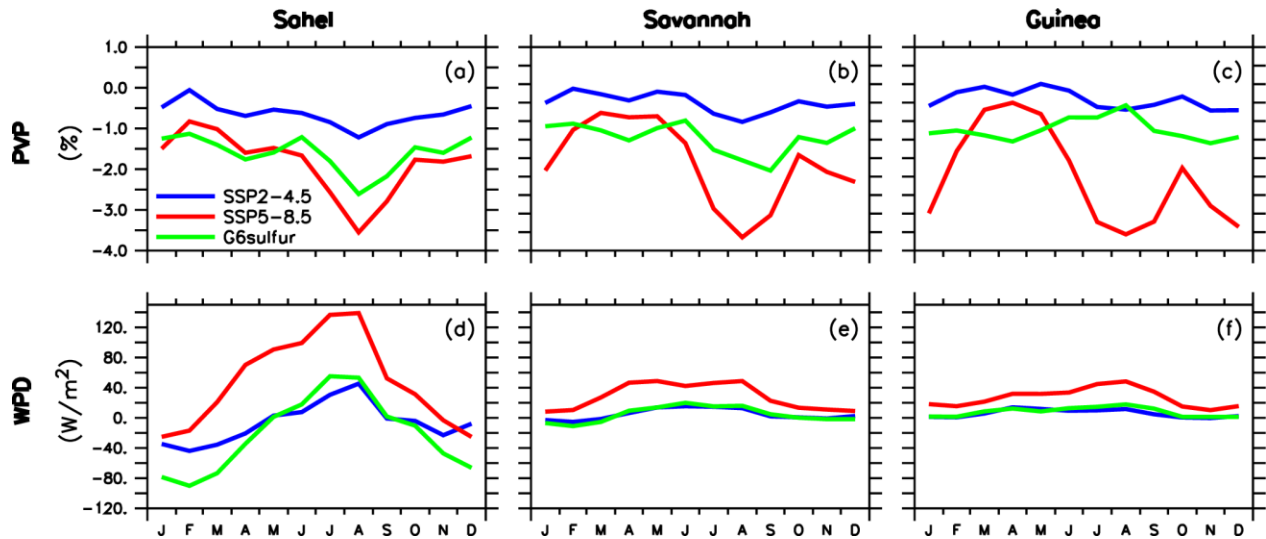 Sahel Savannah Guinea
PVP
(%)
1.0
0.0
-1.0
-2.0
-3.0
-4.0
(a)
(b)
(c)
SSP2-4.5
SSP5-8.5
G6sulfur
WPD
(W/m²)
120.
80.
40.
0.
-40.
-80.
-120.
(d)
(e)
(f)
J F M A M J J A S O N D
J F M A M J J A S O N D
J F M A M J J A S O N D